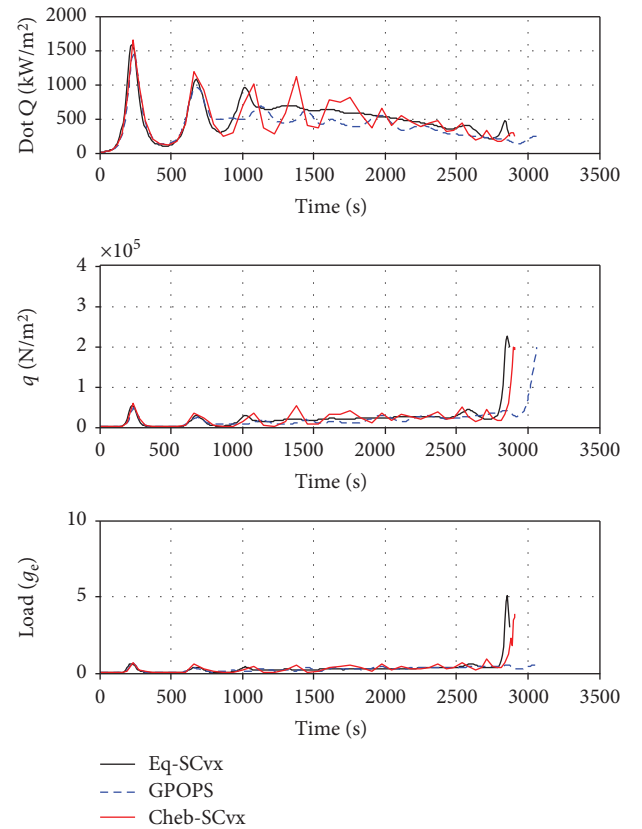 Dot Q (kW/m²)
2000
1500
1000
500
0
0 500 1000 1500 2000 2500 3000 3500
Time (s)
×10⁵
q (N/m²)
4
3
2
1
0
0 500 1000 1500 2000 2500 3000 3500
Time (s)
Load (gₑ)
10
5
0
0 500 1000 1500 2000 2500 3000 3500
Time (s)
Eq-SCvx
GPOPS
Cheb-SCvx